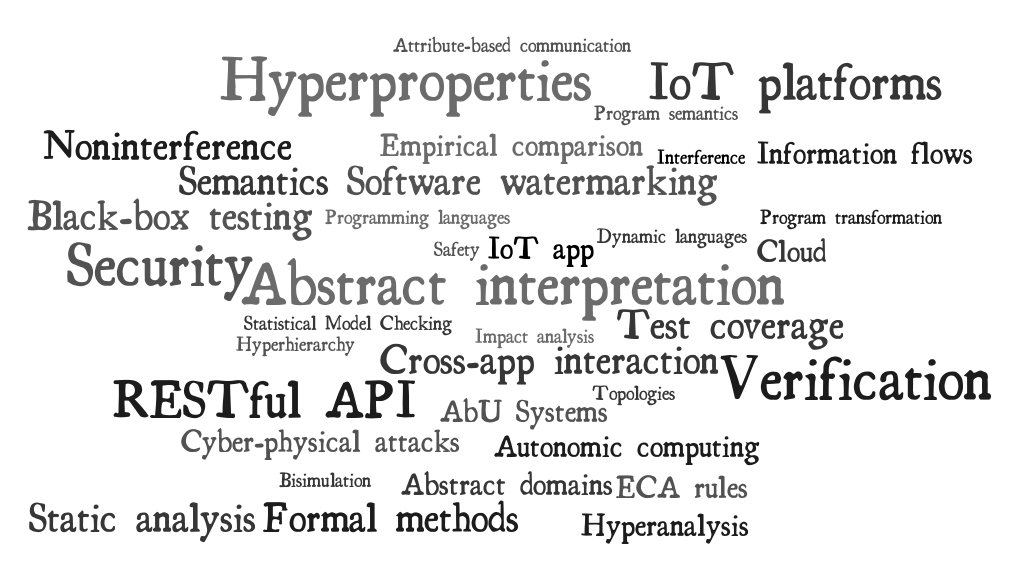 Attribute-based communication
Hyperproperties IoT platforms
Program semantics
Noninterference Empirical comparison Interference Information flows
Semantics Software watermarking
Black-box testing Programming languages Program transformation
Safety IoT app Dynamic languages Cloud
Security Abstract interpretation
Statistical Model Checking Test coverage
Hyperhierarchy Impact analysis
Cross-app interaction Verification
RESTful API AbU Systems Topologies
Cyber-physical attacks Autonomic computing
Bisimulation Abstract domains ECA rules
Static analysis Formal methods Hyperanalysis